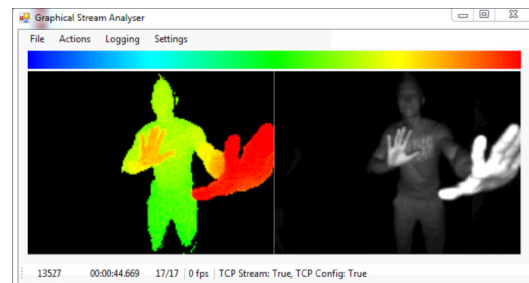 Graphical Stream Analyser
File Actions Logging Settings
13527 00:00:44.669 17/17 0 fps TCP Stream: True, TCP Config: True